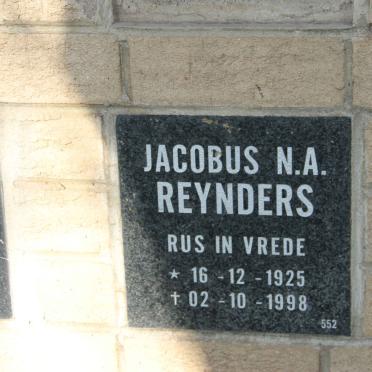 JACOBUS N.A.
REYNDERS
RUS IN VREDE
* 16 - 12 - 1925
† 02 - 10 - 1998
552